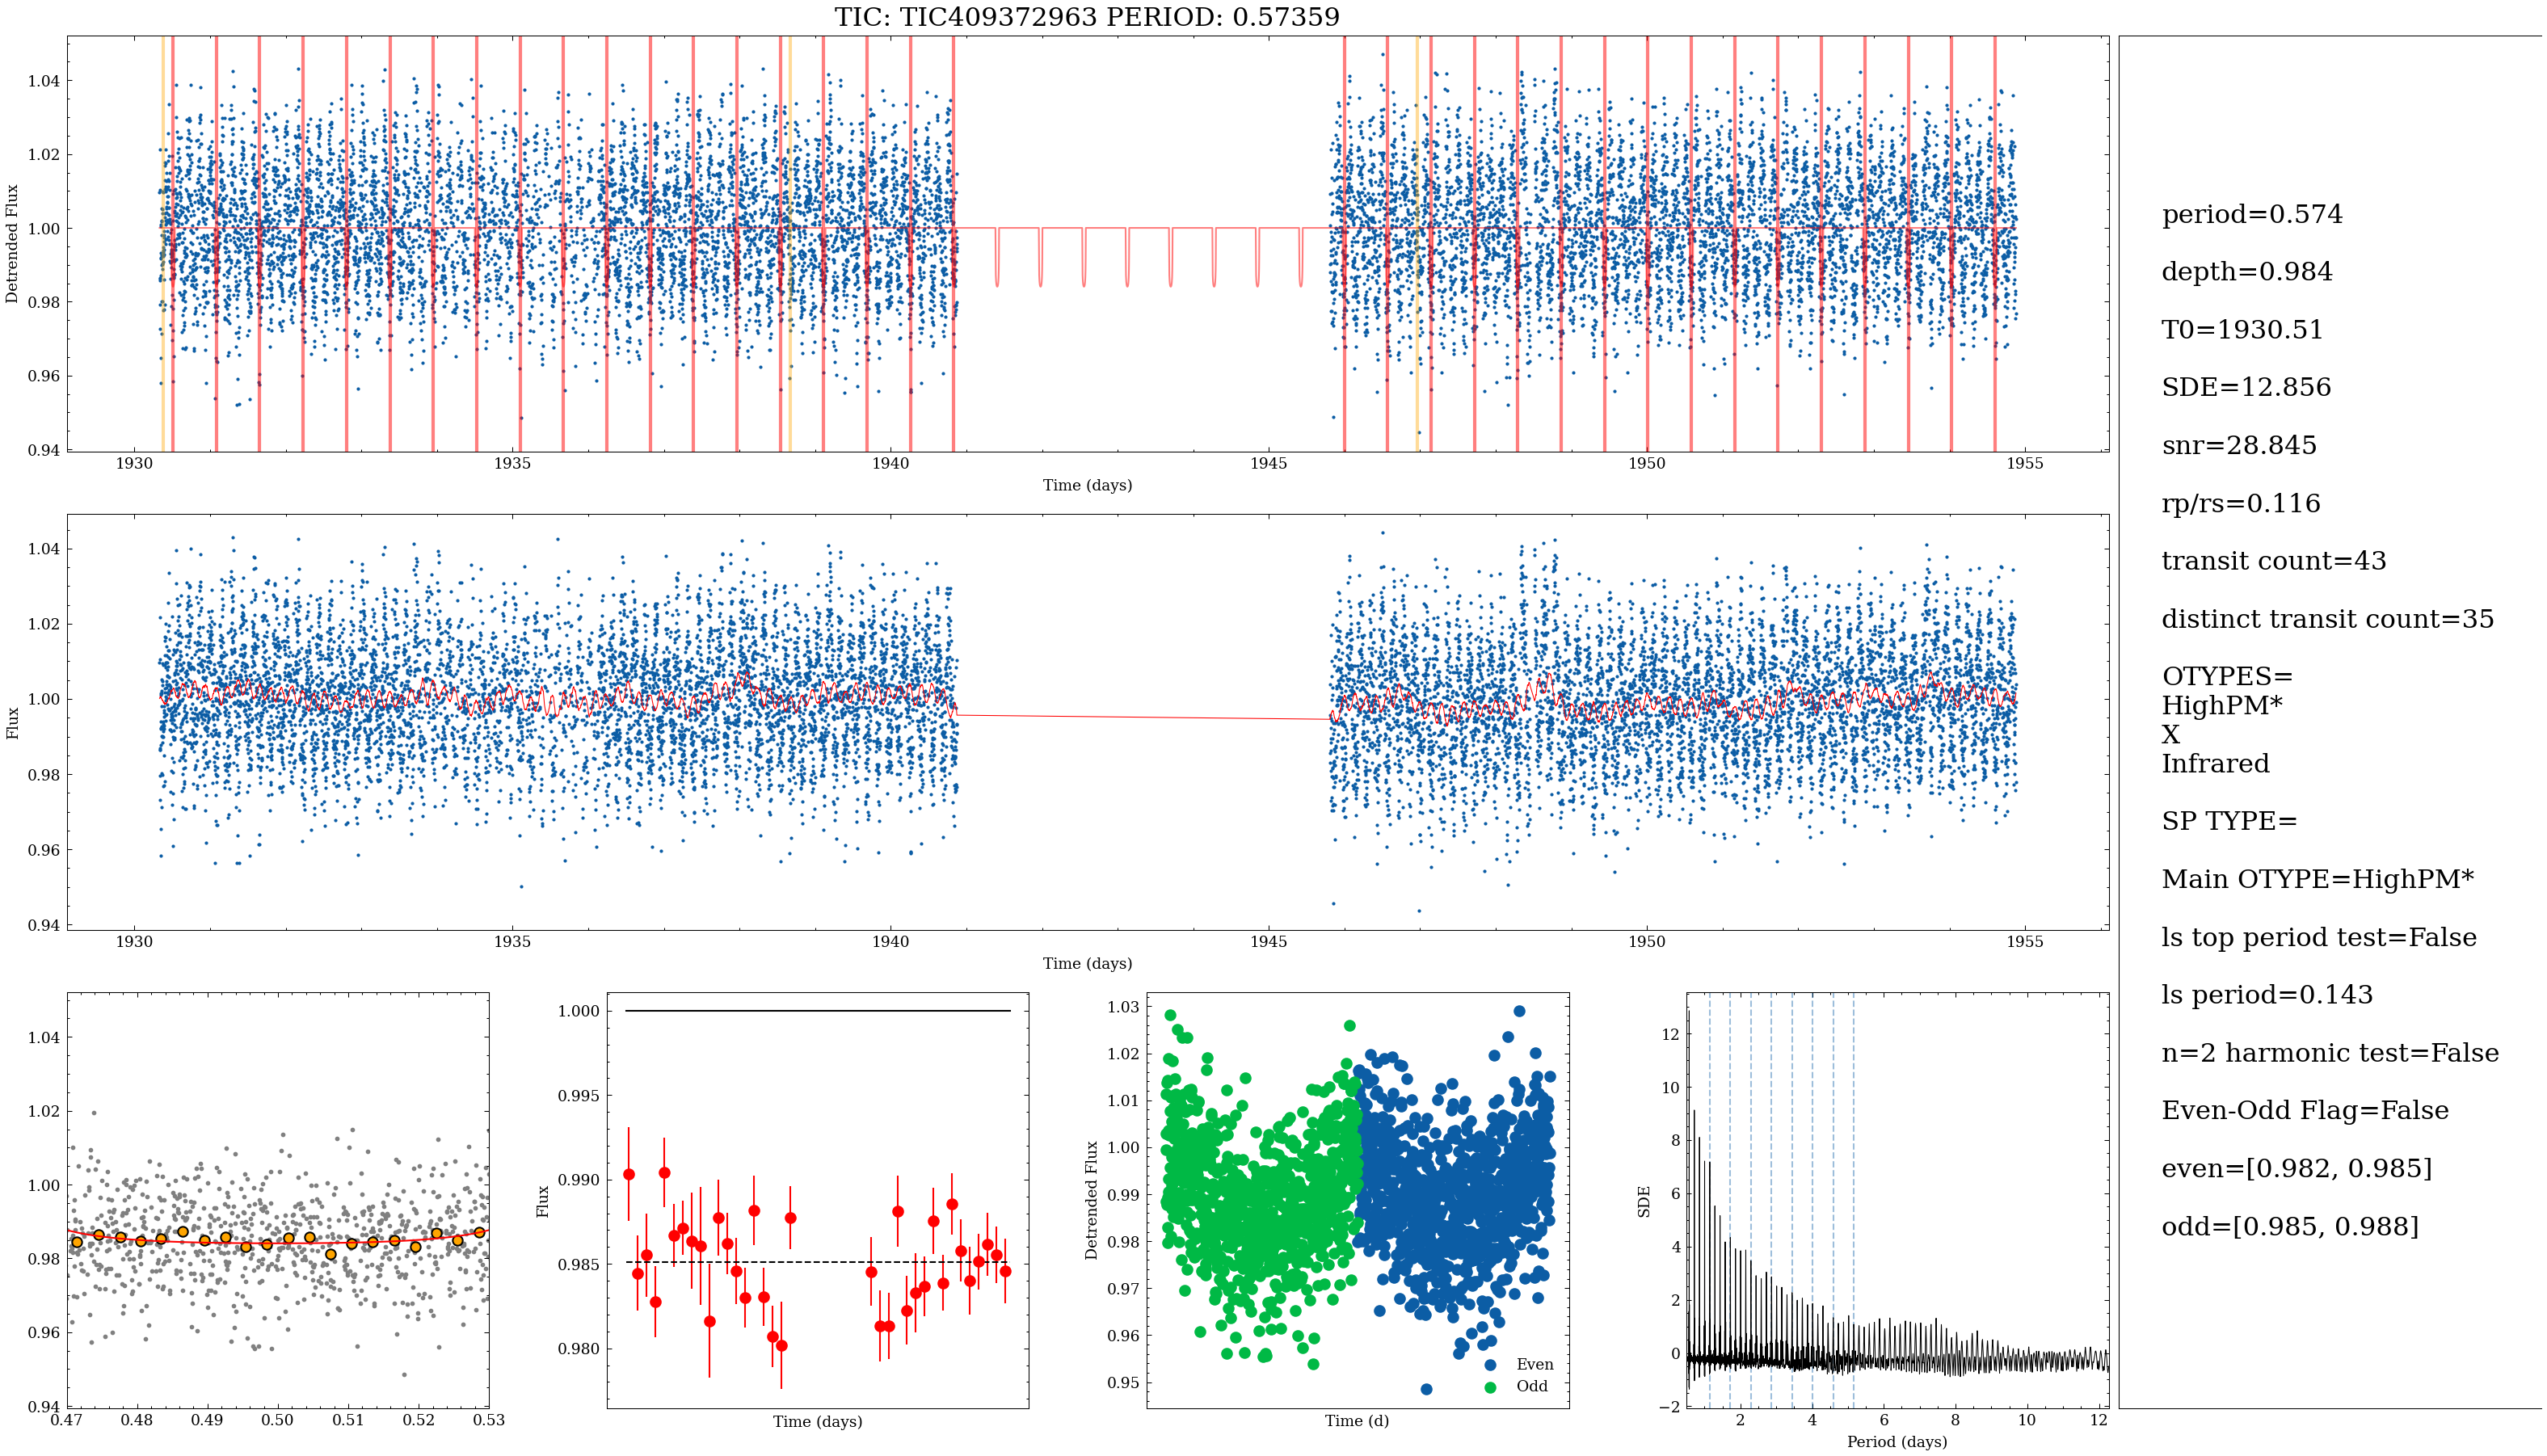 TIC: TIC409372963 PERIOD: 0.57359
1.04
1.02
1.00
0.98
0.96
0.94
Detrended Flux
1930
1935
1940
1945
1950
1955
Time (days)
1.04
1.02
1.00
0.98
0.96
0.94
Flux
1930
1935
1940
1945
1950
1955
Time (days)
1.04
1.02
1.00
0.98
0.96
0.94
0.47
0.48
0.49
0.50
0.51
0.52
0.53
1.000
0.995
0.990
0.985
0.980
Flux
Time (days)
1.03
1.02
1.01
1.00
0.99
0.98
0.97
0.96
0.95
Detrended Flux
Even
Odd
Time (d)
12
10
8
6
4
2
0
−2
SDE
2
4
6
8
10
12
Period (days)
period=0.574
depth=0.984
T0=1930.51
SDE=12.856
snr=28.845
rp/rs=0.116
transit count=43
distinct transit count=35
OTYPES=
HighPM*
X
Infrared
SP TYPE=
Main OTYPE=HighPM*
ls top period test=False
ls period=0.143
n=2 harmonic test=False
Even-Odd Flag=False
even=[0.982, 0.985]
odd=[0.985, 0.988]